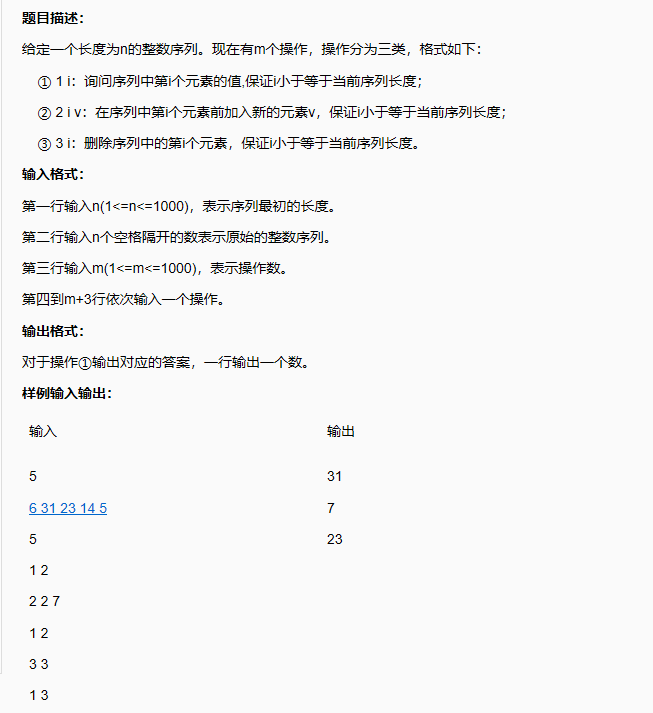 题目描述：
给定一个长度为n的整数序列。现在有m个操作，操作分为三类，格式如下：
① 1 i：询问序列中第i个元素的值,保证i小于等于当前序列长度；
② 2 i v：在序列中第i个元素前加入新的元素v，保证i小于等于当前序列长度；
③ 3 i：删除序列中的第i个元素，保证i小于等于当前序列长度。
输入格式：
第一行输入n(1<=n<=1000)，表示序列最初的长度。
第二行输入n个空格隔开的数表示原始的整数序列。
第三行输入m(1<=m<=1000)，表示操作数。
第四到m+3行依次输入一个操作。
输出格式：
对于操作①输出对应的答案，一行输出一个数。
样例输入输出：
输入 输出
5 31
6 31 23 14 5 7
5 23
1 2
2 2 7
1 2
3 3
1 3